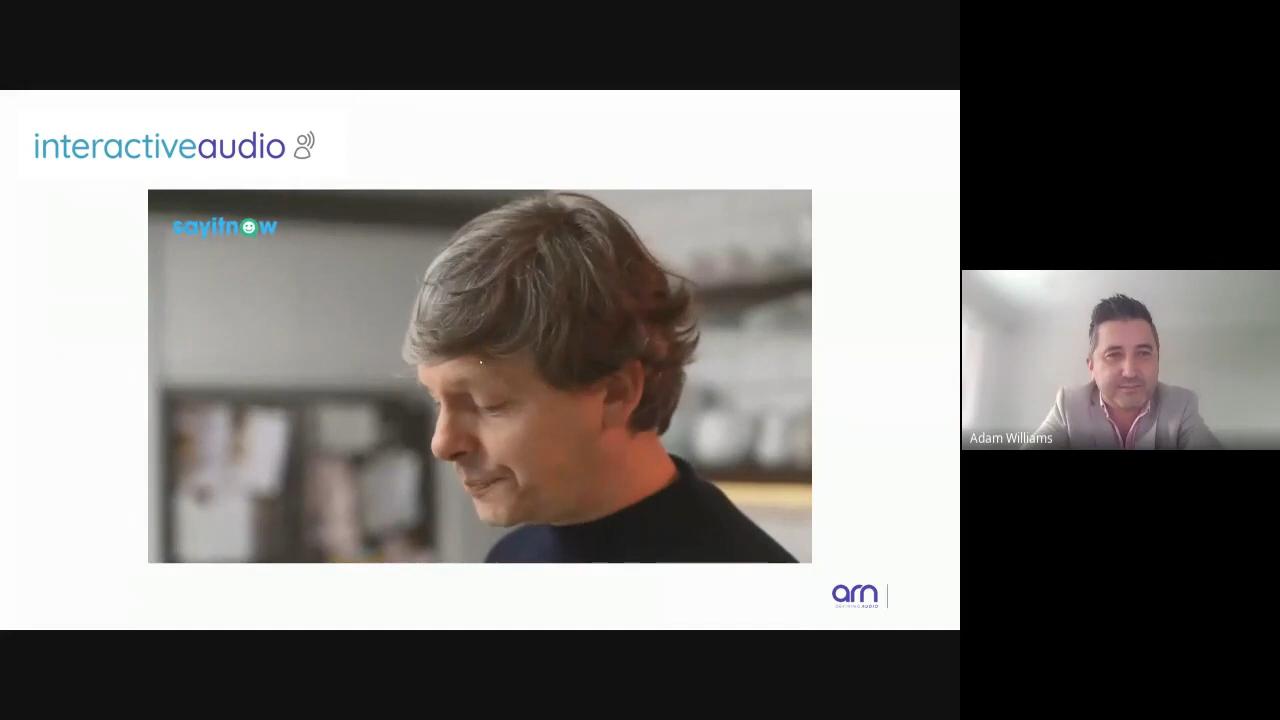 interactiveaudio
sayitnow
arn
DEFINING AUDIO
Adam Williams